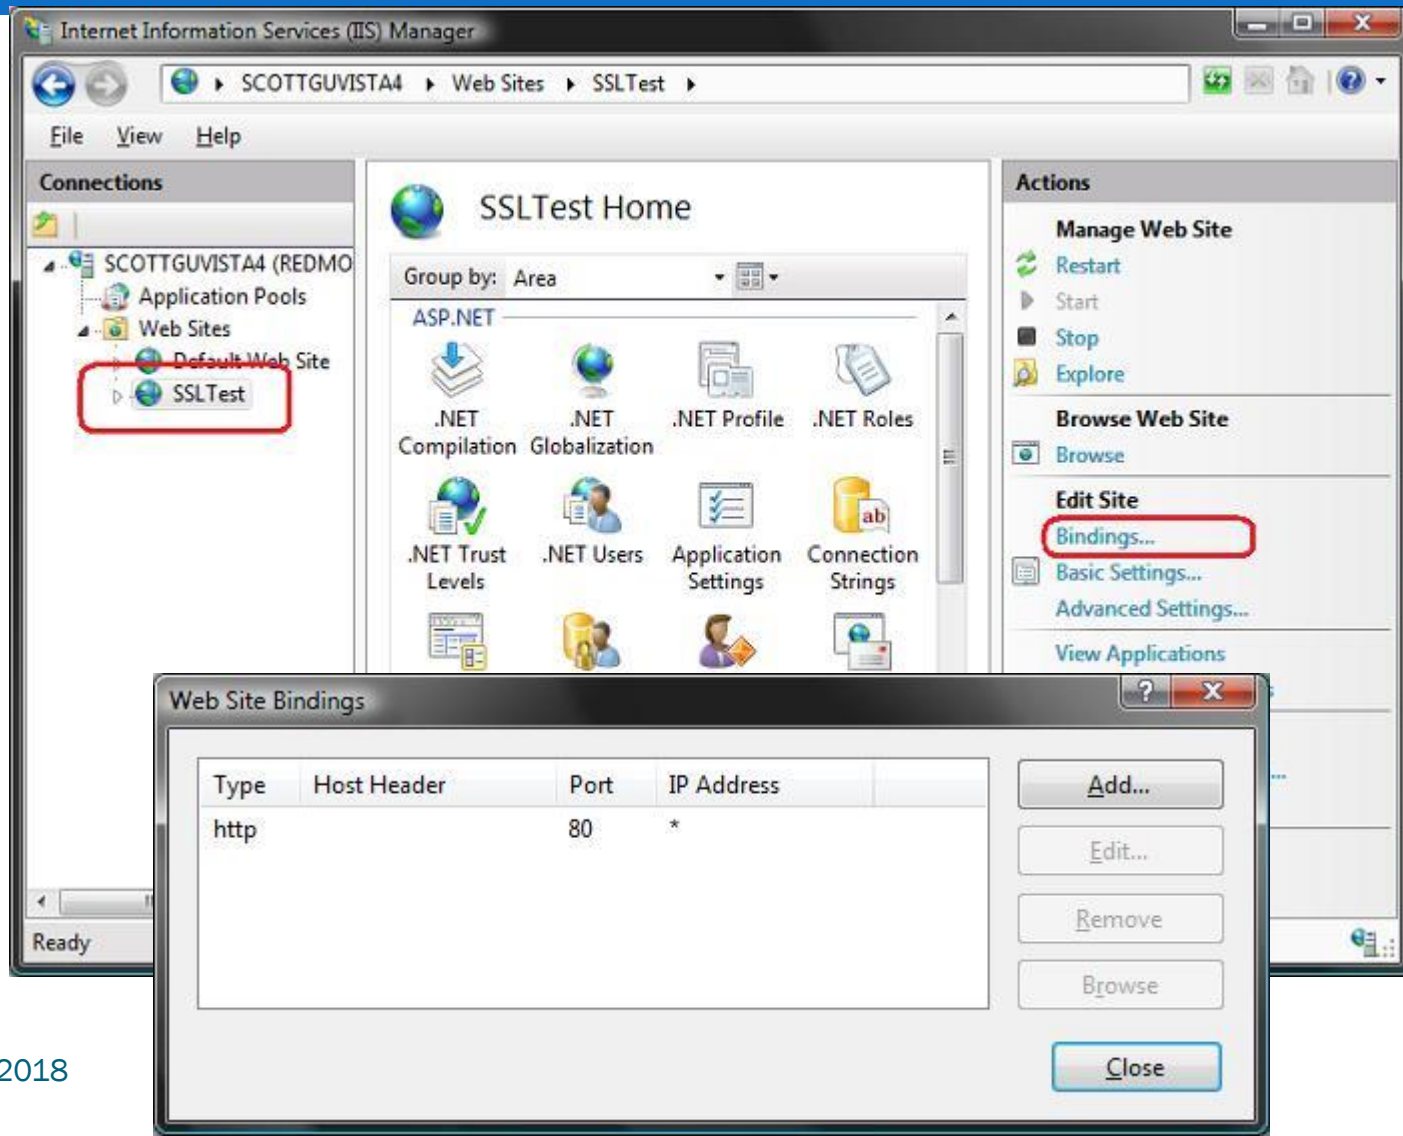 Internet Information Services (IIS) Manager
SCOTTGUVISTA4 Web Sites SSLTest
File View Help
Connections
SCOTTGUVISTA4 (REDMO
Application Pools
Web Sites
Default Web Site
SSLTest
SSLTest Home
Group by: Area
ASP.NET
.NET Compilation
.NET Globalization
.NET Profile
.NET Roles
.NET Trust Levels
.NET Users
Application Settings
Connection Strings
ab
Actions
Manage Web Site
Restart
Start
Stop
Explore
Browse Web Site
Browse
Edit Site
Bindings...
Basic Settings...
Advanced Settings...
View Applications
Ready
Web Site Bindings
Type Host Header Port IP Address
http 80 *
Add...
Edit...
Remove
Browse
Close
2018